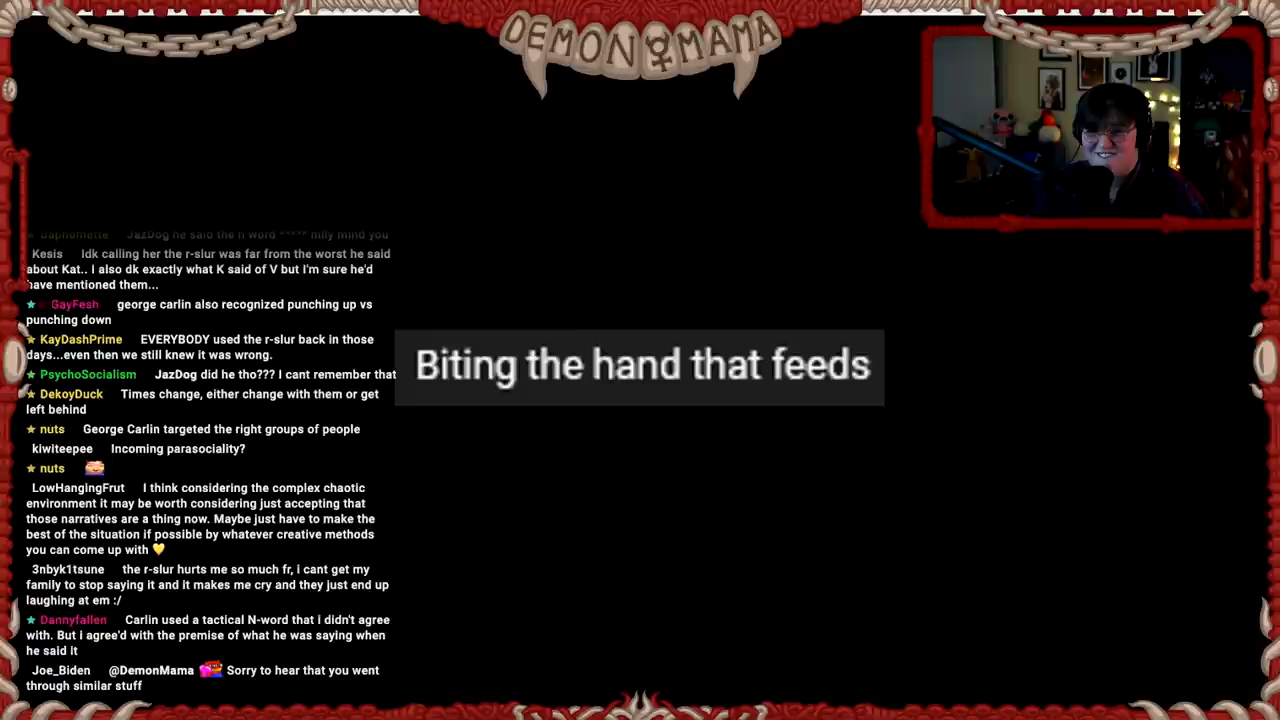 DEMON MAMA
Daphomette JazDog he said the n word ***** nilly mind you
Kesis Idk calling her the r-slur was far from the worst he said
about Kat.. I also dk exactly what K said of V but I'm sure he'd
have mentioned them...
GayFesh george carlin also recognized punching up vs
punching down
KayDashPrime EVERYBODY used the r-slur back in those
days...even then we still knew it was wrong.
PsychoSocialism JazDog did he tho??? I cant remember that
DekoyDuck Times change, either change with them or get
left behind
nuts George Carlin targeted the right groups of people
kiwiteepee Incoming parasociality?
nuts
LowHangingFrut I think considering the complex chaotic
environment it may be worth considering just accepting that
those narratives are a thing now. Maybe just have to make the
best of the situation if possible by whatever creative methods
you can come up with 💛
3nbyk1tsune the r-slur hurts me so much fr, i cant get my
family to stop saying it and it makes me cry and they just end up
laughing at em :/
Dannyfallen Carlin used a tactical N-word that i didn't agree
with. But i agree'd with the premise of what he was saying when
he said it
Joe_Biden @DemonMama Sorry to hear that you went
through similar stuff
Biting the hand that feeds